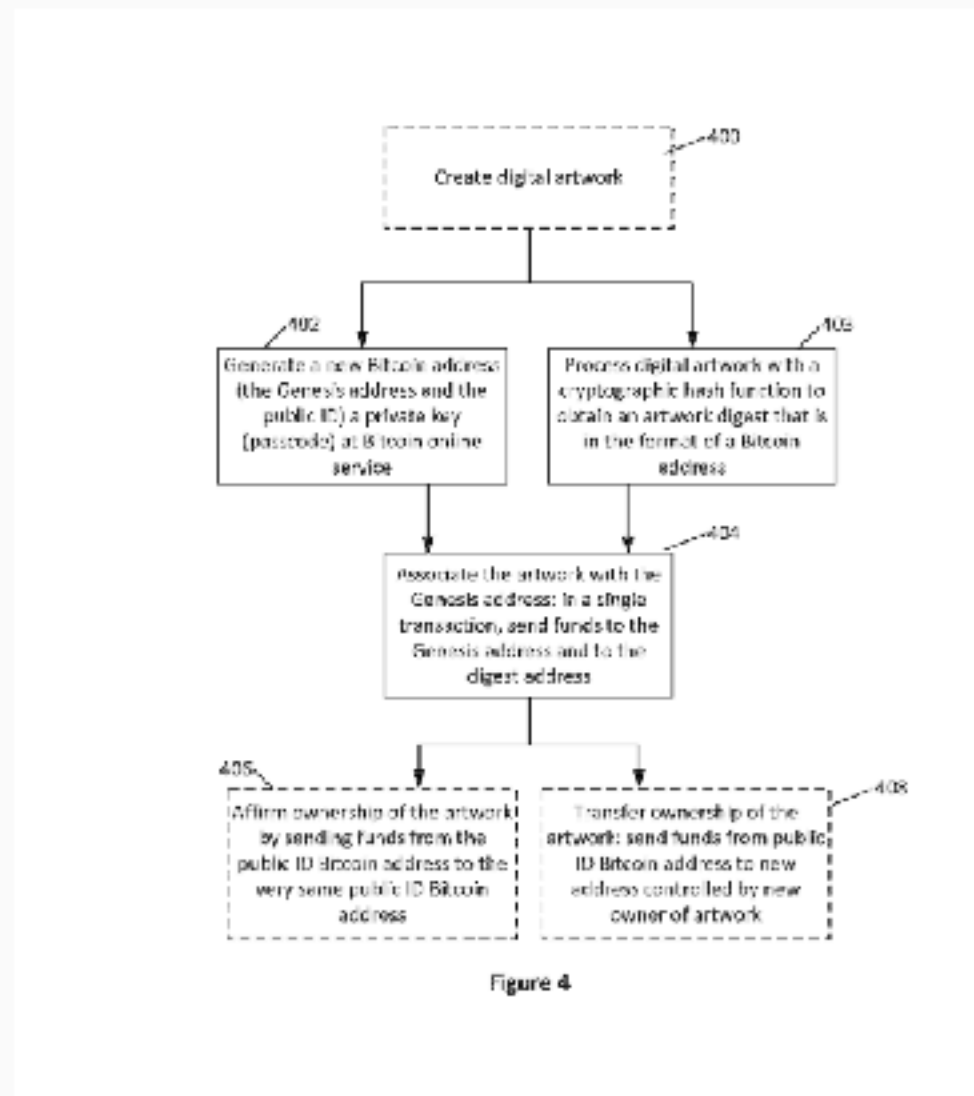 400
Create digital artwork
402
403
Generate a new Bitcoin address
(the Genesis address and the
public ID) a private key
(passcode) at Bitcoin online
service
Process digital artwork with a
cryptographic hash function to
obtain an artwork digest that is
in the format of a Bitcoin
address
404
Associate the artwork with the
Genesis address: in a single
transaction, send funds to the
Genesis address and to the
digest address
406
408
Affirm ownership of the artwork
by sending funds from the
public ID Bitcoin address to the
very same public ID Bitcoin
address
Transfer ownership of the
artwork: send funds from public
ID Bitcoin address to new
address controlled by new
owner of artwork
Figure 4